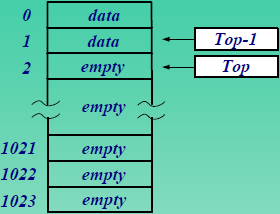 0 data
1 data Top-1
2 empty Top
empty
1021 empty
1022 empty
1023 empty